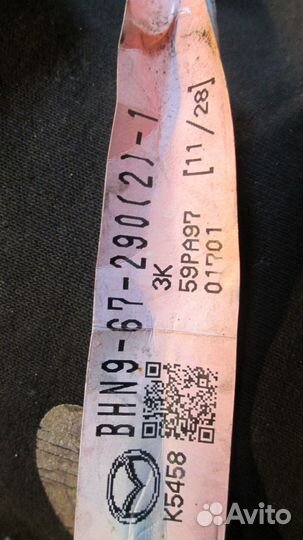 BHN9-67-290(2)-1
3K
59PA97 [11/28]
01701
K5458
Avito